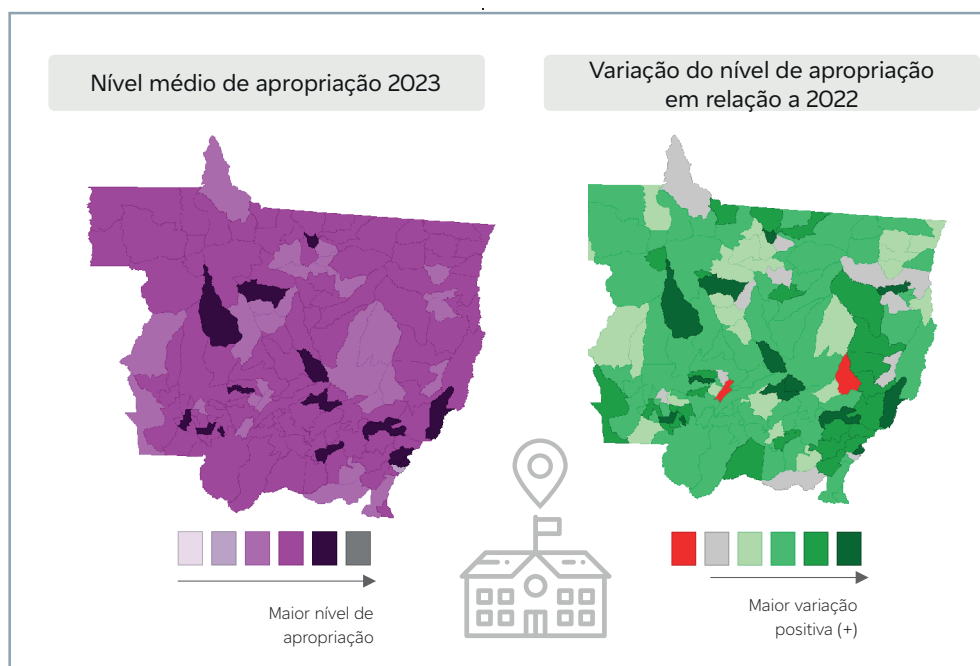 Nível médio de apropriação 2023
Variação do nível de apropriação
em relação a 2022
Maior nível de
apropriação
Maior variação
positiva (+)